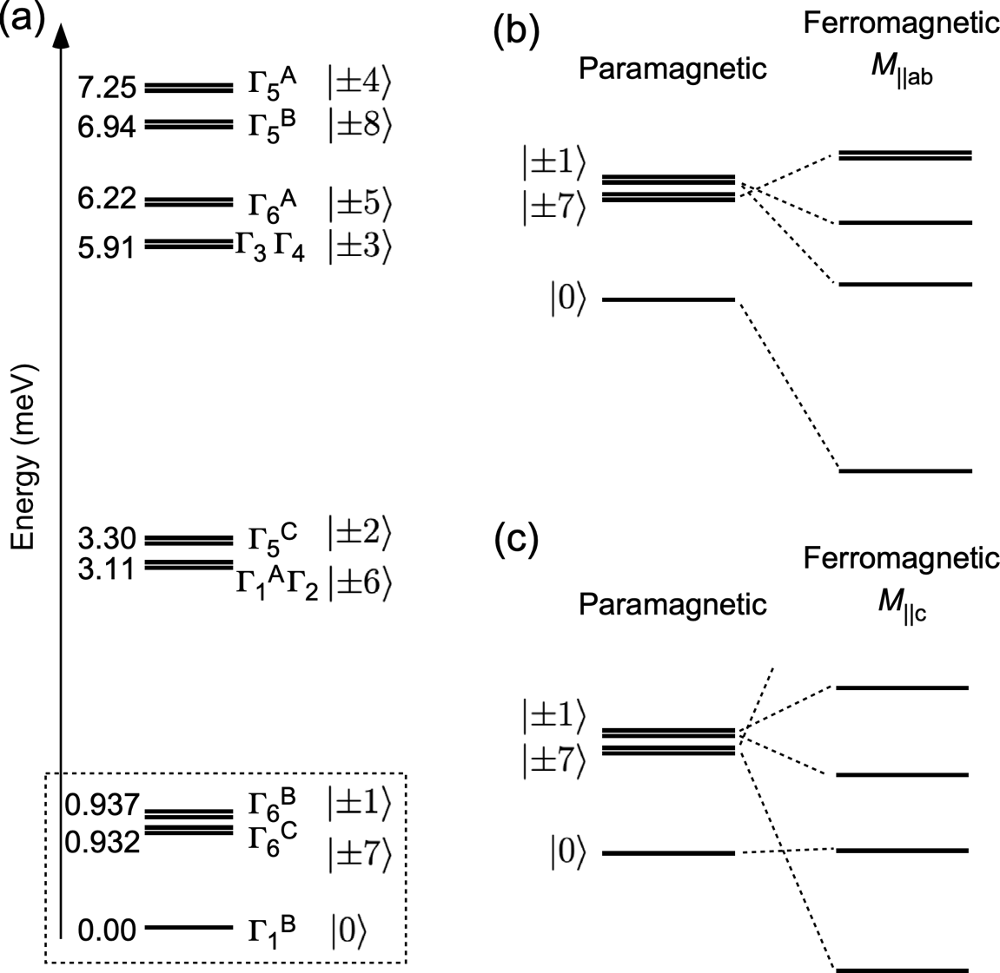 (a)
Energy (meV)
7.25 Γ₅ᴬ |±4⟩
6.94 Γ₅ᴮ |±8⟩
6.22 Γ₆ᴬ |±5⟩
5.91 Γ₃ Γ₄ |±3⟩
3.30 Γ₅ᶜ |±2⟩
3.11 Γ₁ᴬΓ₂ |±6⟩
0.937 Γ₆ᴮ |±1⟩
0.932 Γ₆ᶜ |±7⟩
0.00 Γ₁ᴮ |0⟩
(b)
Paramagnetic
Ferromagnetic
M||ab
|±1⟩
|±7⟩
|0⟩
(c)
Paramagnetic
Ferromagnetic
M||c
|±1⟩
|±7⟩
|0⟩